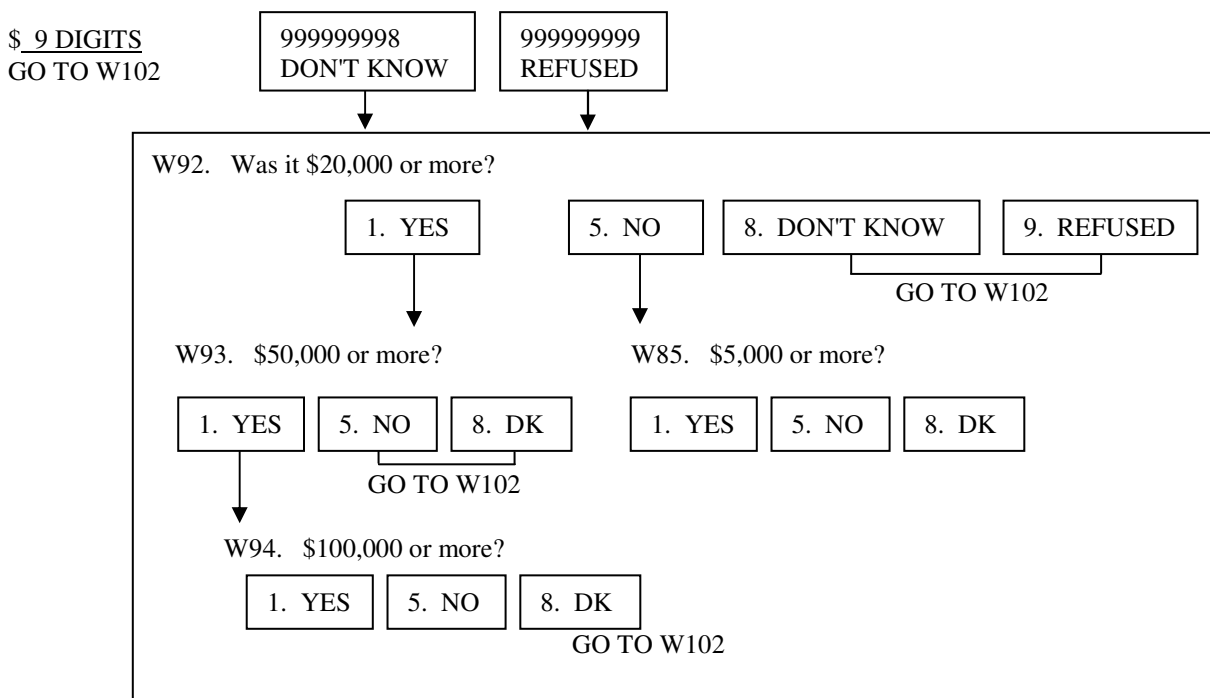 $ 9 DIGITS
GO TO W102
999999998
DON'T KNOW
999999999
REFUSED
W92. Was it $20,000 or more?
1. YES
5. NO
8. DON'T KNOW
9. REFUSED
GO TO W102
W93. $50,000 or more?
W85. $5,000 or more?
1. YES
5. NO
8. DK
1. YES
5. NO
8. DK
GO TO W102
W94. $100,000 or more?
1. YES
5. NO
8. DK
GO TO W102